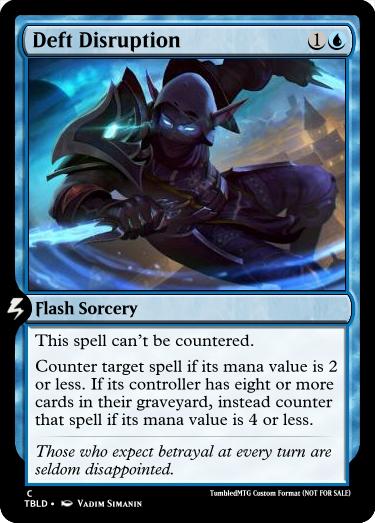 Deft Disruption 1
Flash Sorcery
This spell can't be countered.
Counter target spell if its mana value is 2
or less. If its controller has eight or more
cards in their graveyard, instead counter
that spell if its mana value is 4 or less.
Those who expect betrayal at every turn are
seldom disappointed.
C
TBLD • Vadim Simanin
TumbledMTG Custom Format (NOT FOR SALE)